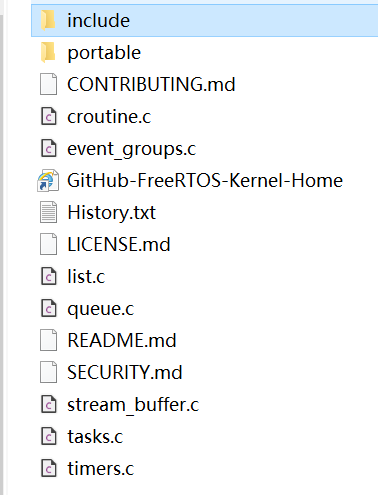 include
portable
CONTRIBUTING.md
croutine.c
event_groups.c
GitHub-FreeRTOS-Kernel-Home
History.txt
LICENSE.md
list.c
queue.c
README.md
SECURITY.md
stream_buffer.c
tasks.c
timers.c